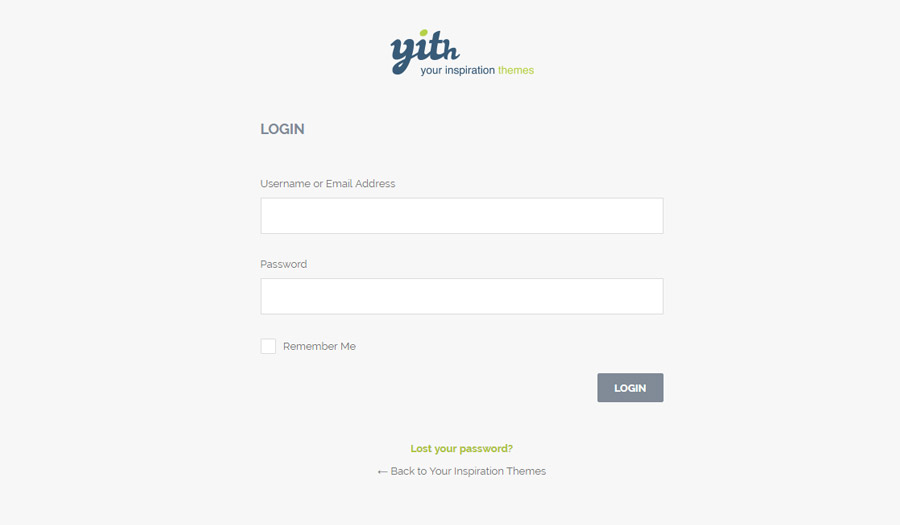 yith
your inspiration themes
LOGIN
Username or Email Address
Password
Remember Me
LOGIN
Lost your password?
← Back to Your Inspiration Themes